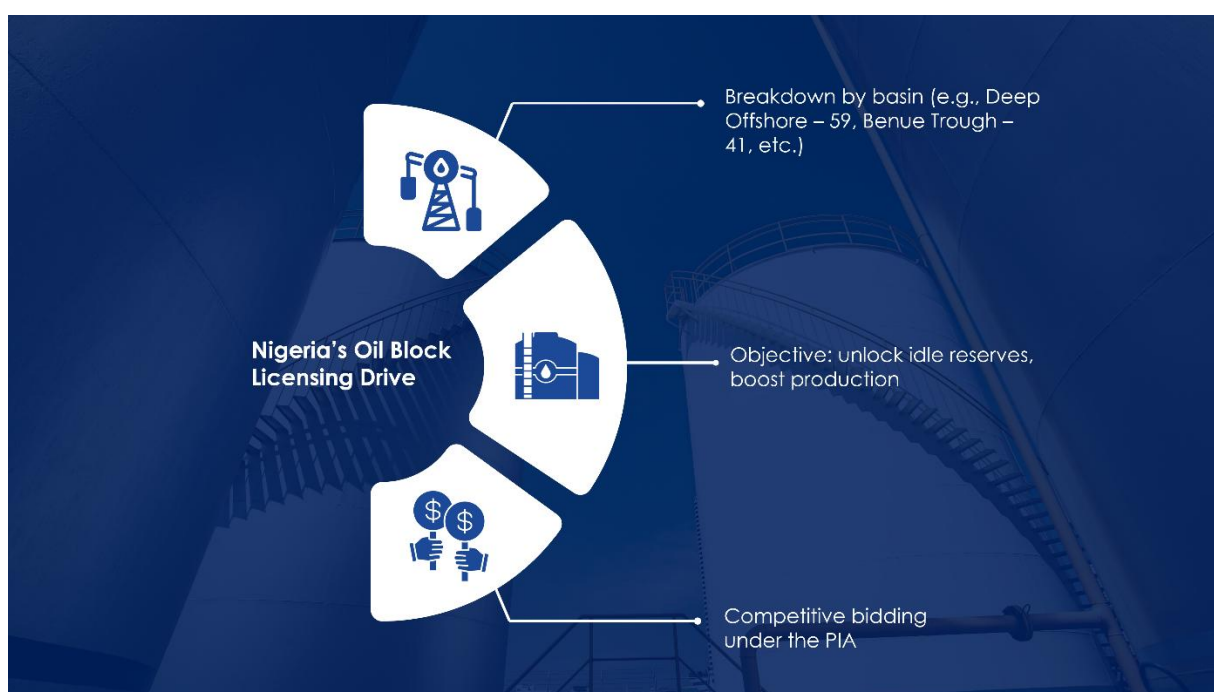 Breakdown by basin (e.g., Deep
Offshore – 59, Benue Trough –
41, etc.)
Nigeria's Oil Block
Licensing Drive
Objective: unlock idle reserves,
boost production
$
$
Competitive bidding
under the PIA